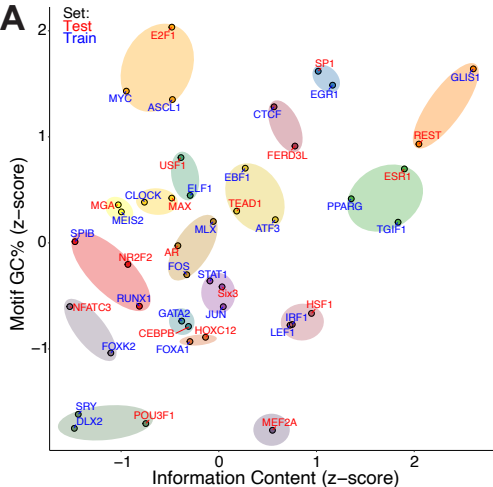 A
Set:
Test
Train
Motif GC% (z-score)
2
1
0
−1
E2F1
MYC
ASCL1
SP1
EGR1
GLIS1
CTCF
FERD3L
REST
USF1
ELF1
EBF1
ESR1
CLOCK
MAX
MGA
MEIS2
TEAD1
ATF3
PPARG
TGIF1
SPIB
MLX
AR
NR2F2
FOS
STAT1
Six3
RUNX1
JUN
NFATC3
GATA2
CEBPB
HOXC12
FOXA1
FOXK2
HSF1
IRF1
LEF1
SRY
DLX2
POU3F1
MEF2A
−1
0
1
2
Information Content (z-score)